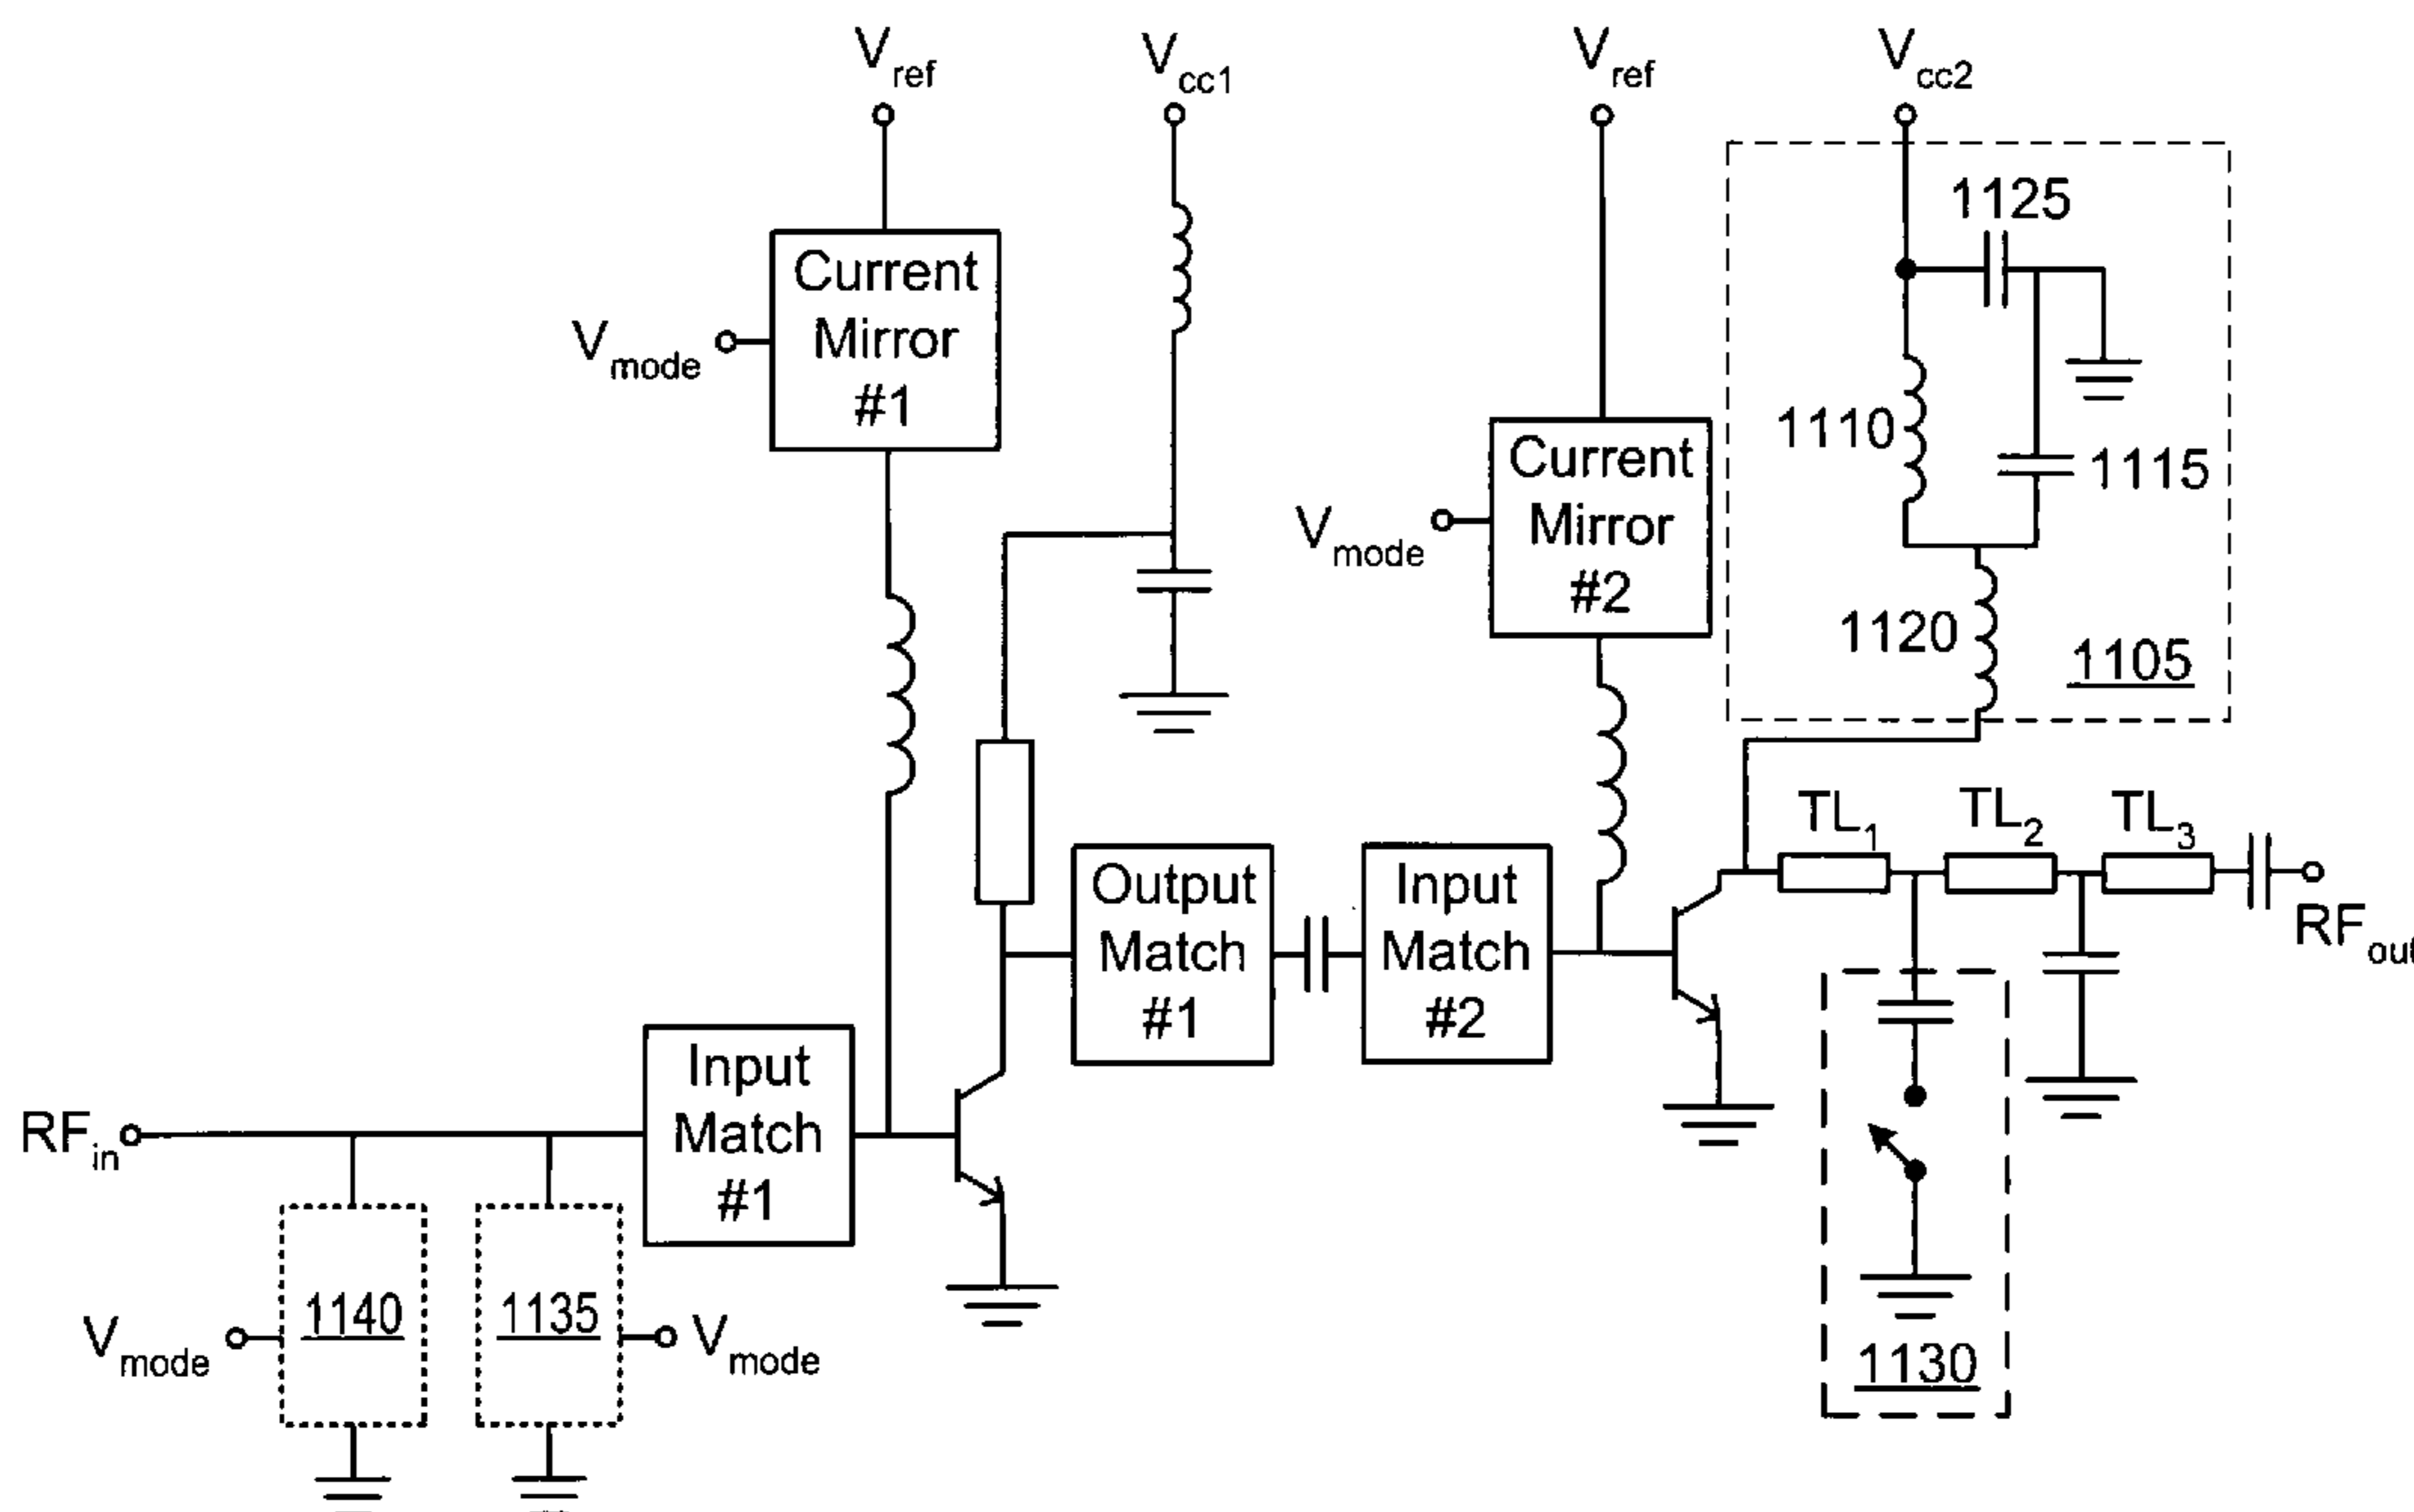 Vref
Vcc1
Vref
Vcc2
1125
Current
Mirror
#1
Vmode
1110
1115
Current
Mirror
#2
Vmode
1120
1105
TL1
TL2
TL3
Output
Match
#1
Input
Match
#2
RFout
Input
Match
#1
RFin
1140
1135
Vmode
Vmode
1130